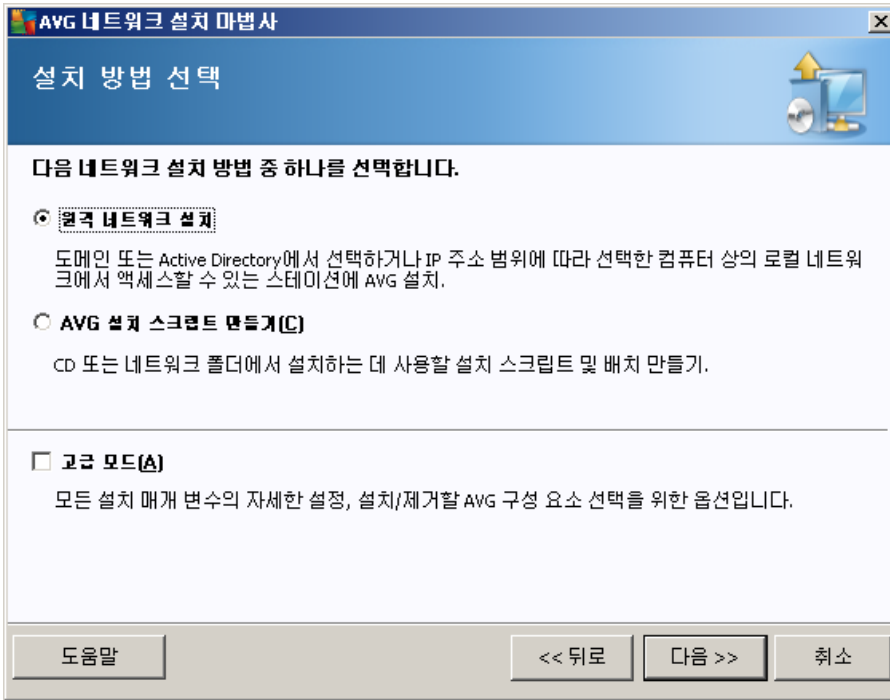 AVG 네트워크 설치 마법사
설치 방법 선택
다음 네트워크 설치 방법 중 하나를 선택합니다.
원격 네트워크 설치
도메인 또는 Active Directory에서 선택하거나 IP 주소 범위에 따라 선택한 컴퓨터 상의 로컬 네트워
크에서 액세스할 수 있는 스테이션에 AVG 설치.
AVG 설치 스크립트 만들기(C)
CD 또는 네트워크 폴더에서 설치하는 데 사용할 설치 스크립트 및 배치 만들기.
고급 모드(A)
모든 설치 매개 변수의 자세한 설정, 설치/제거할 AVG 구성 요소 선택을 위한 옵션입니다.
도움말
<< 뒤로
다음 >>
취소